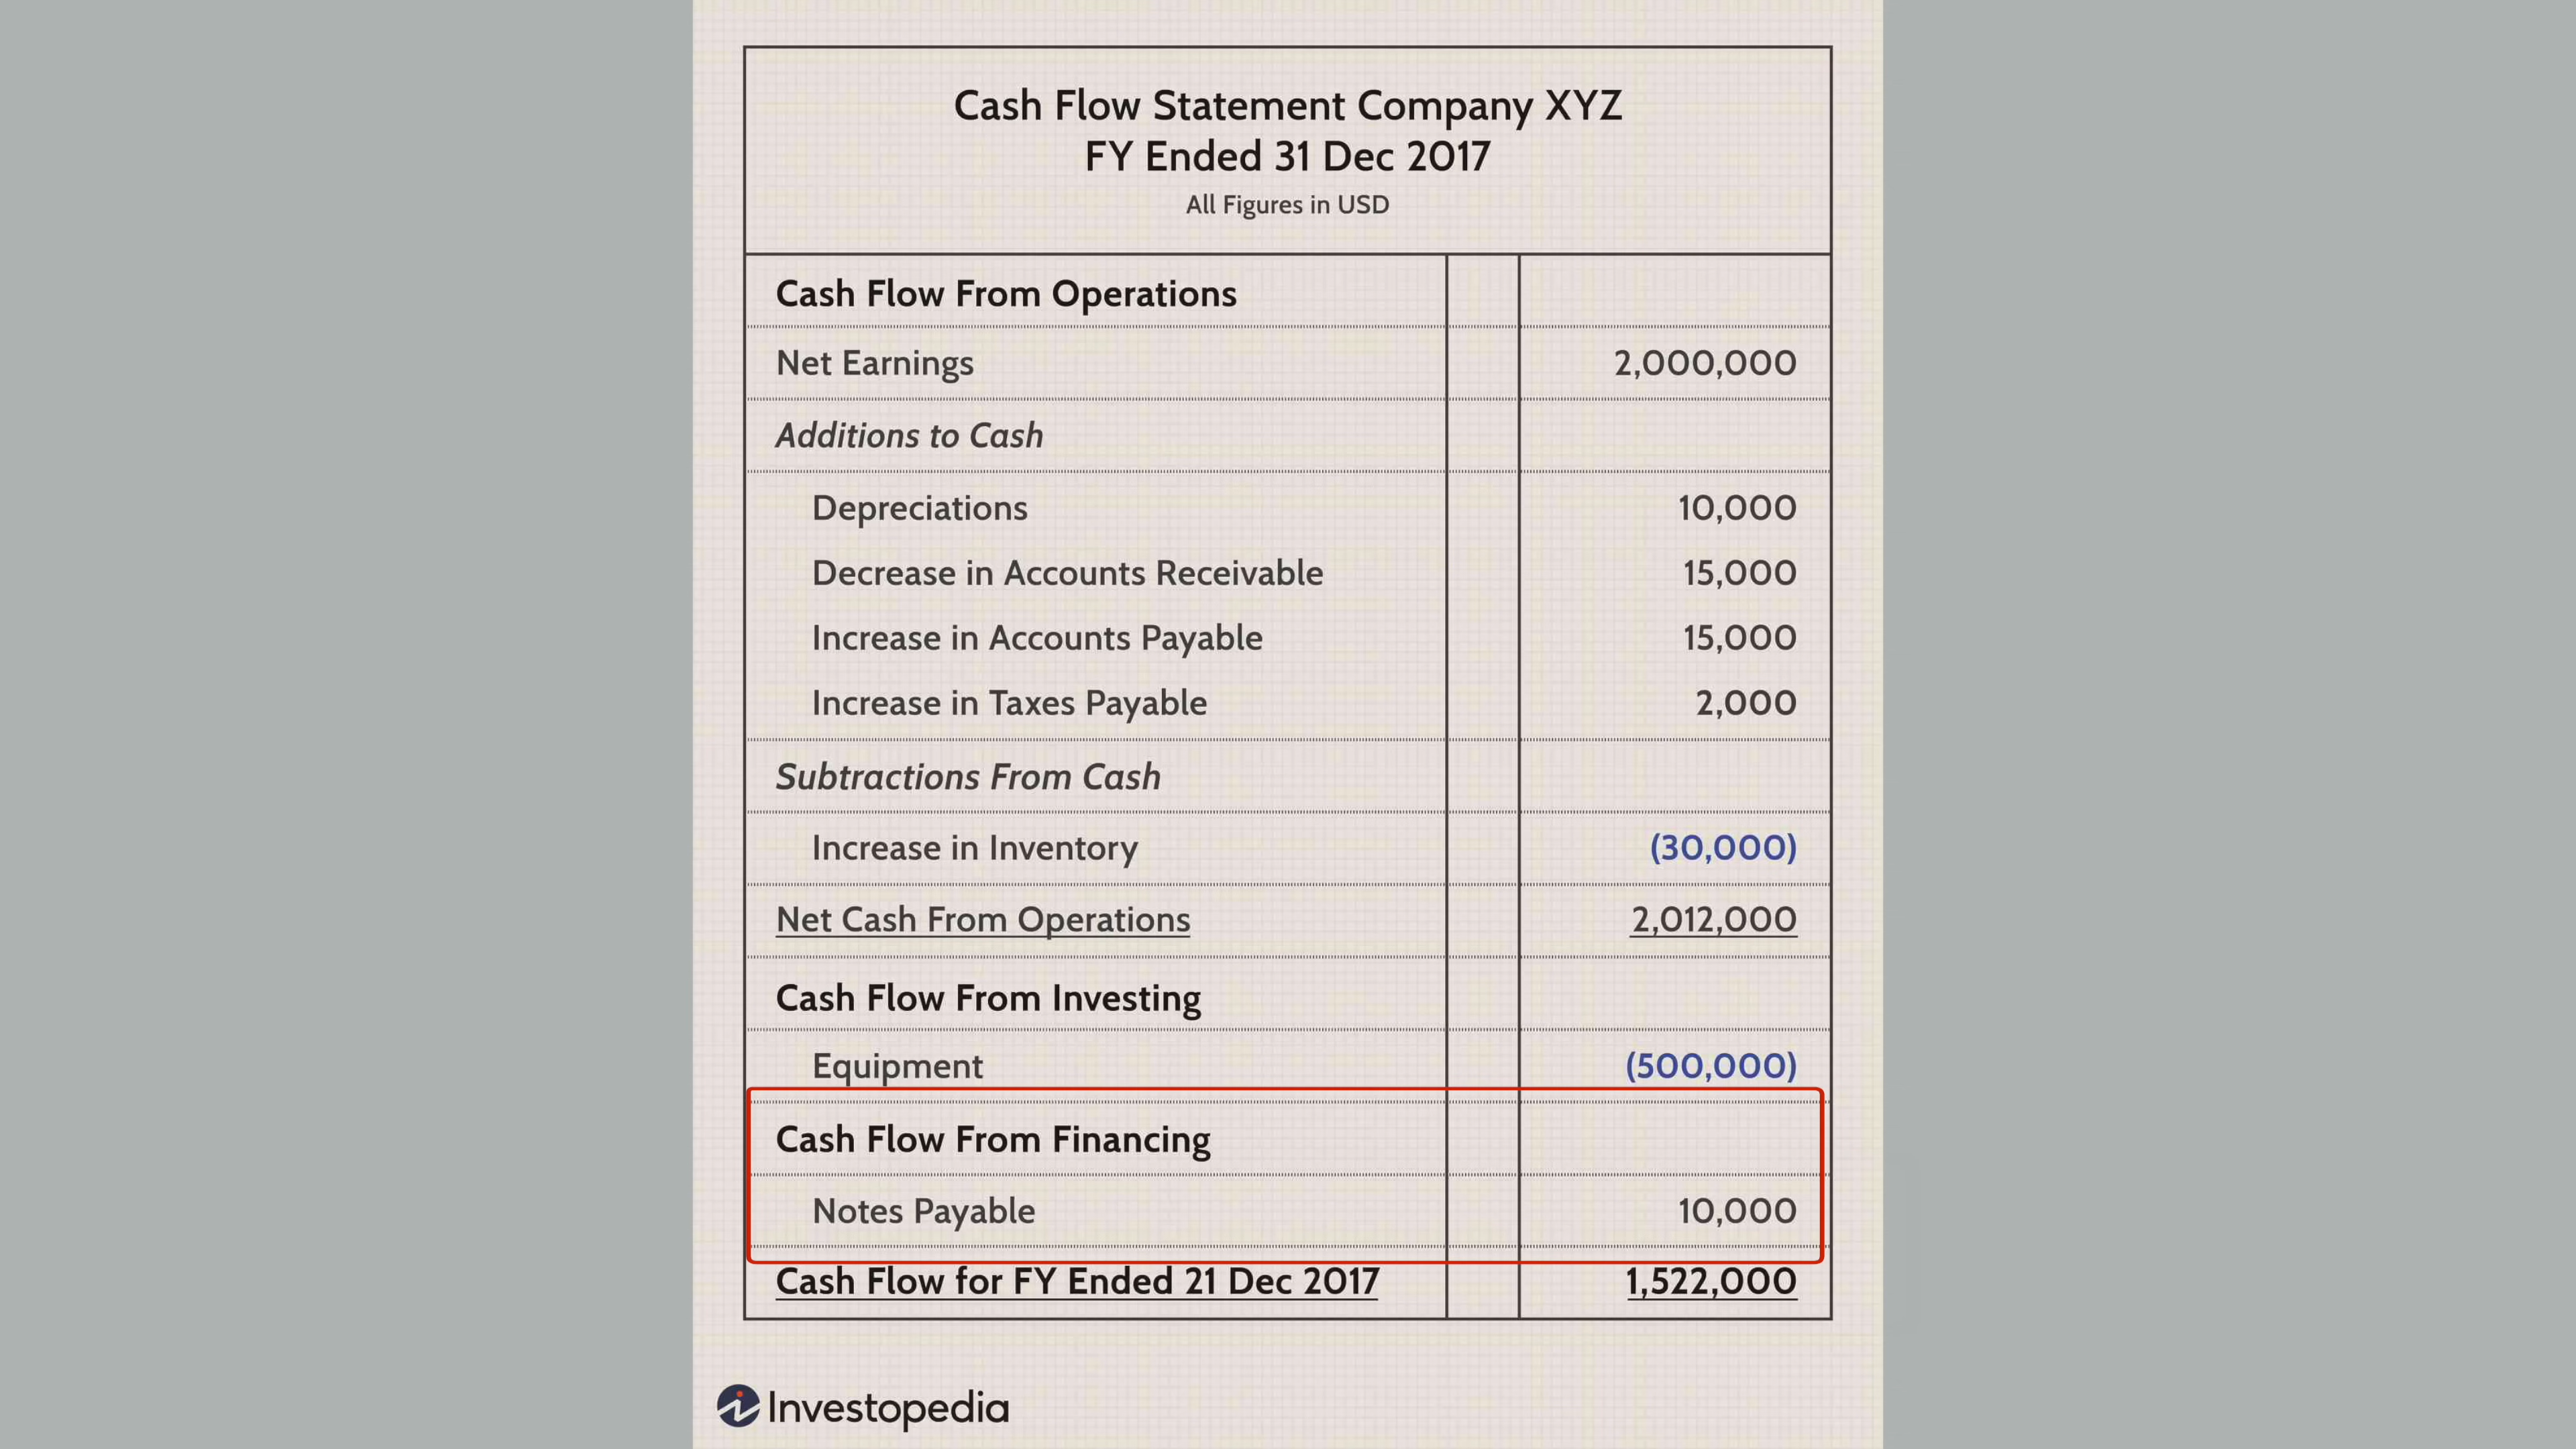 Cash Flow Statement Company XYZ
FY Ended 31 Dec 2017
All Figures in USD
Cash Flow From Operations
Net Earnings 2,000,000
Additions to Cash
Depreciations 10,000
Decrease in Accounts Receivable 15,000
Increase in Accounts Payable 15,000
Increase in Taxes Payable 2,000
Subtractions From Cash
Increase in Inventory (30,000)
Net Cash From Operations 2,012,000
Cash Flow From Investing
Equipment (500,000)
Cash Flow From Financing
Notes Payable 10,000
Cash Flow for FY Ended 21 Dec 2017 1,522,000
Investopedia